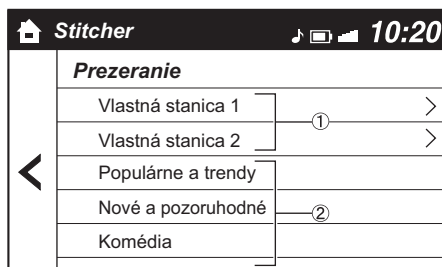 Stitcher 10:20
Prezeranie
Vlastná stanica 1
①
Vlastná stanica 2
Populárne a trendy
Nové a pozoruhodné
②
Komédia